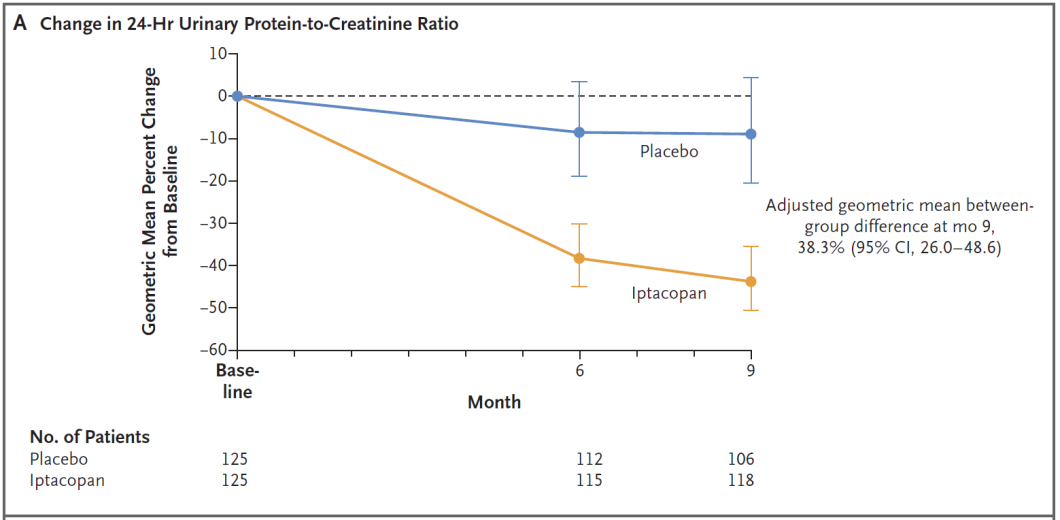 A Change in 24-Hr Urinary Protein-to-Creatinine Ratio
Geometric Mean Percent Change
from Baseline
10
0
–10
–20
–30
–40
–50
–60
Placebo
Iptacopan
Adjusted geometric mean between-
group difference at mo 9,
38.3% (95% CI, 26.0–48.6)
Base- 6 9
line
Month
No. of Patients
Placebo 125 112 106
Iptacopan 125 115 118